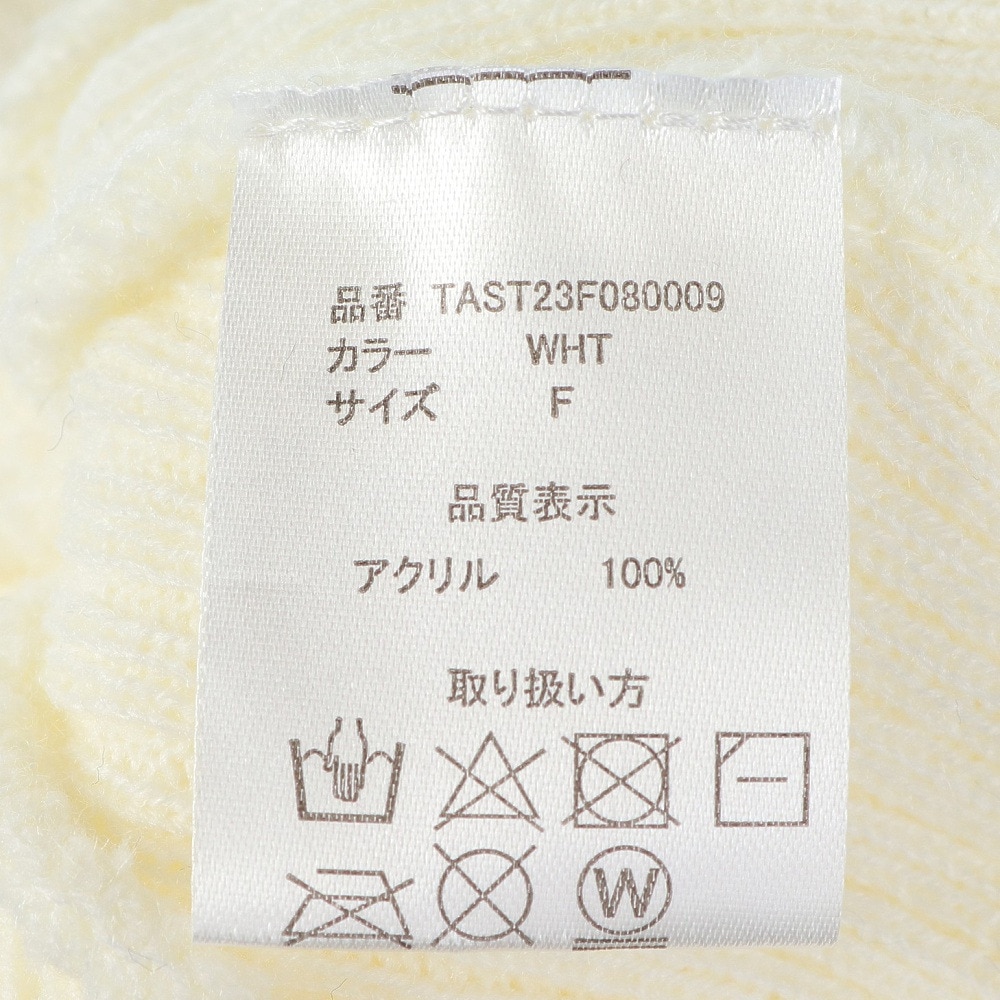 品番 TAST23F080009
カラー WHT
サイズ F
品質表示
アクリル 100%
取り扱い方
W